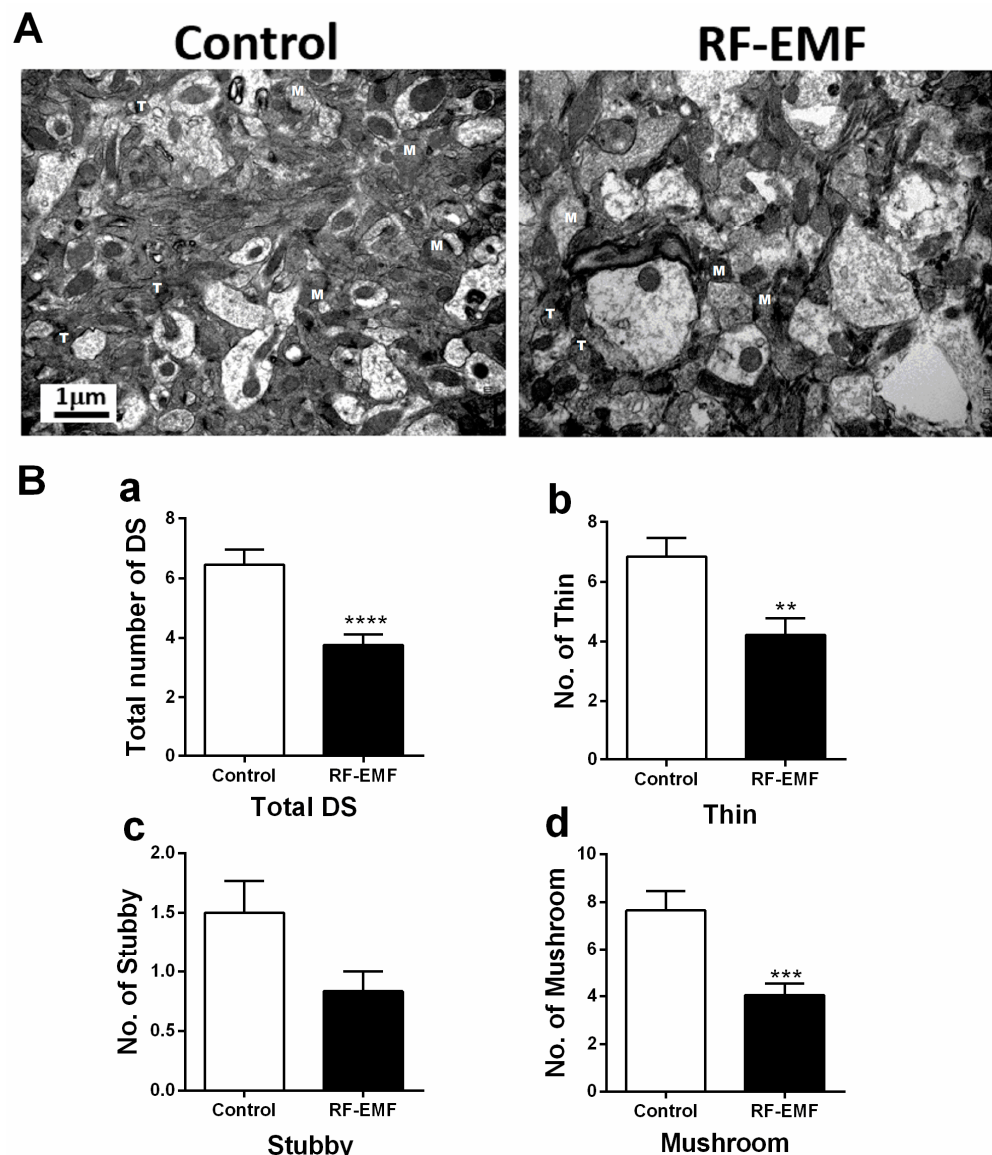 A
Control
RF-EMF
T
M
M
M
T
M
T
1μm
M
M
M
T
T
B
a
Total number of DS
8
6
4
2
0
****
Control
RF-EMF
Total DS
b
No. of Thin
8
6
4
2
0
**
Control
RF-EMF
Thin
c
No. of Stubby
2.0
1.5
1.0
0.5
0.0
Control
RF-EMF
Stubby
d
No. of Mushroom
10
8
6
4
2
0
***
Control
RF-EMF
Mushroom